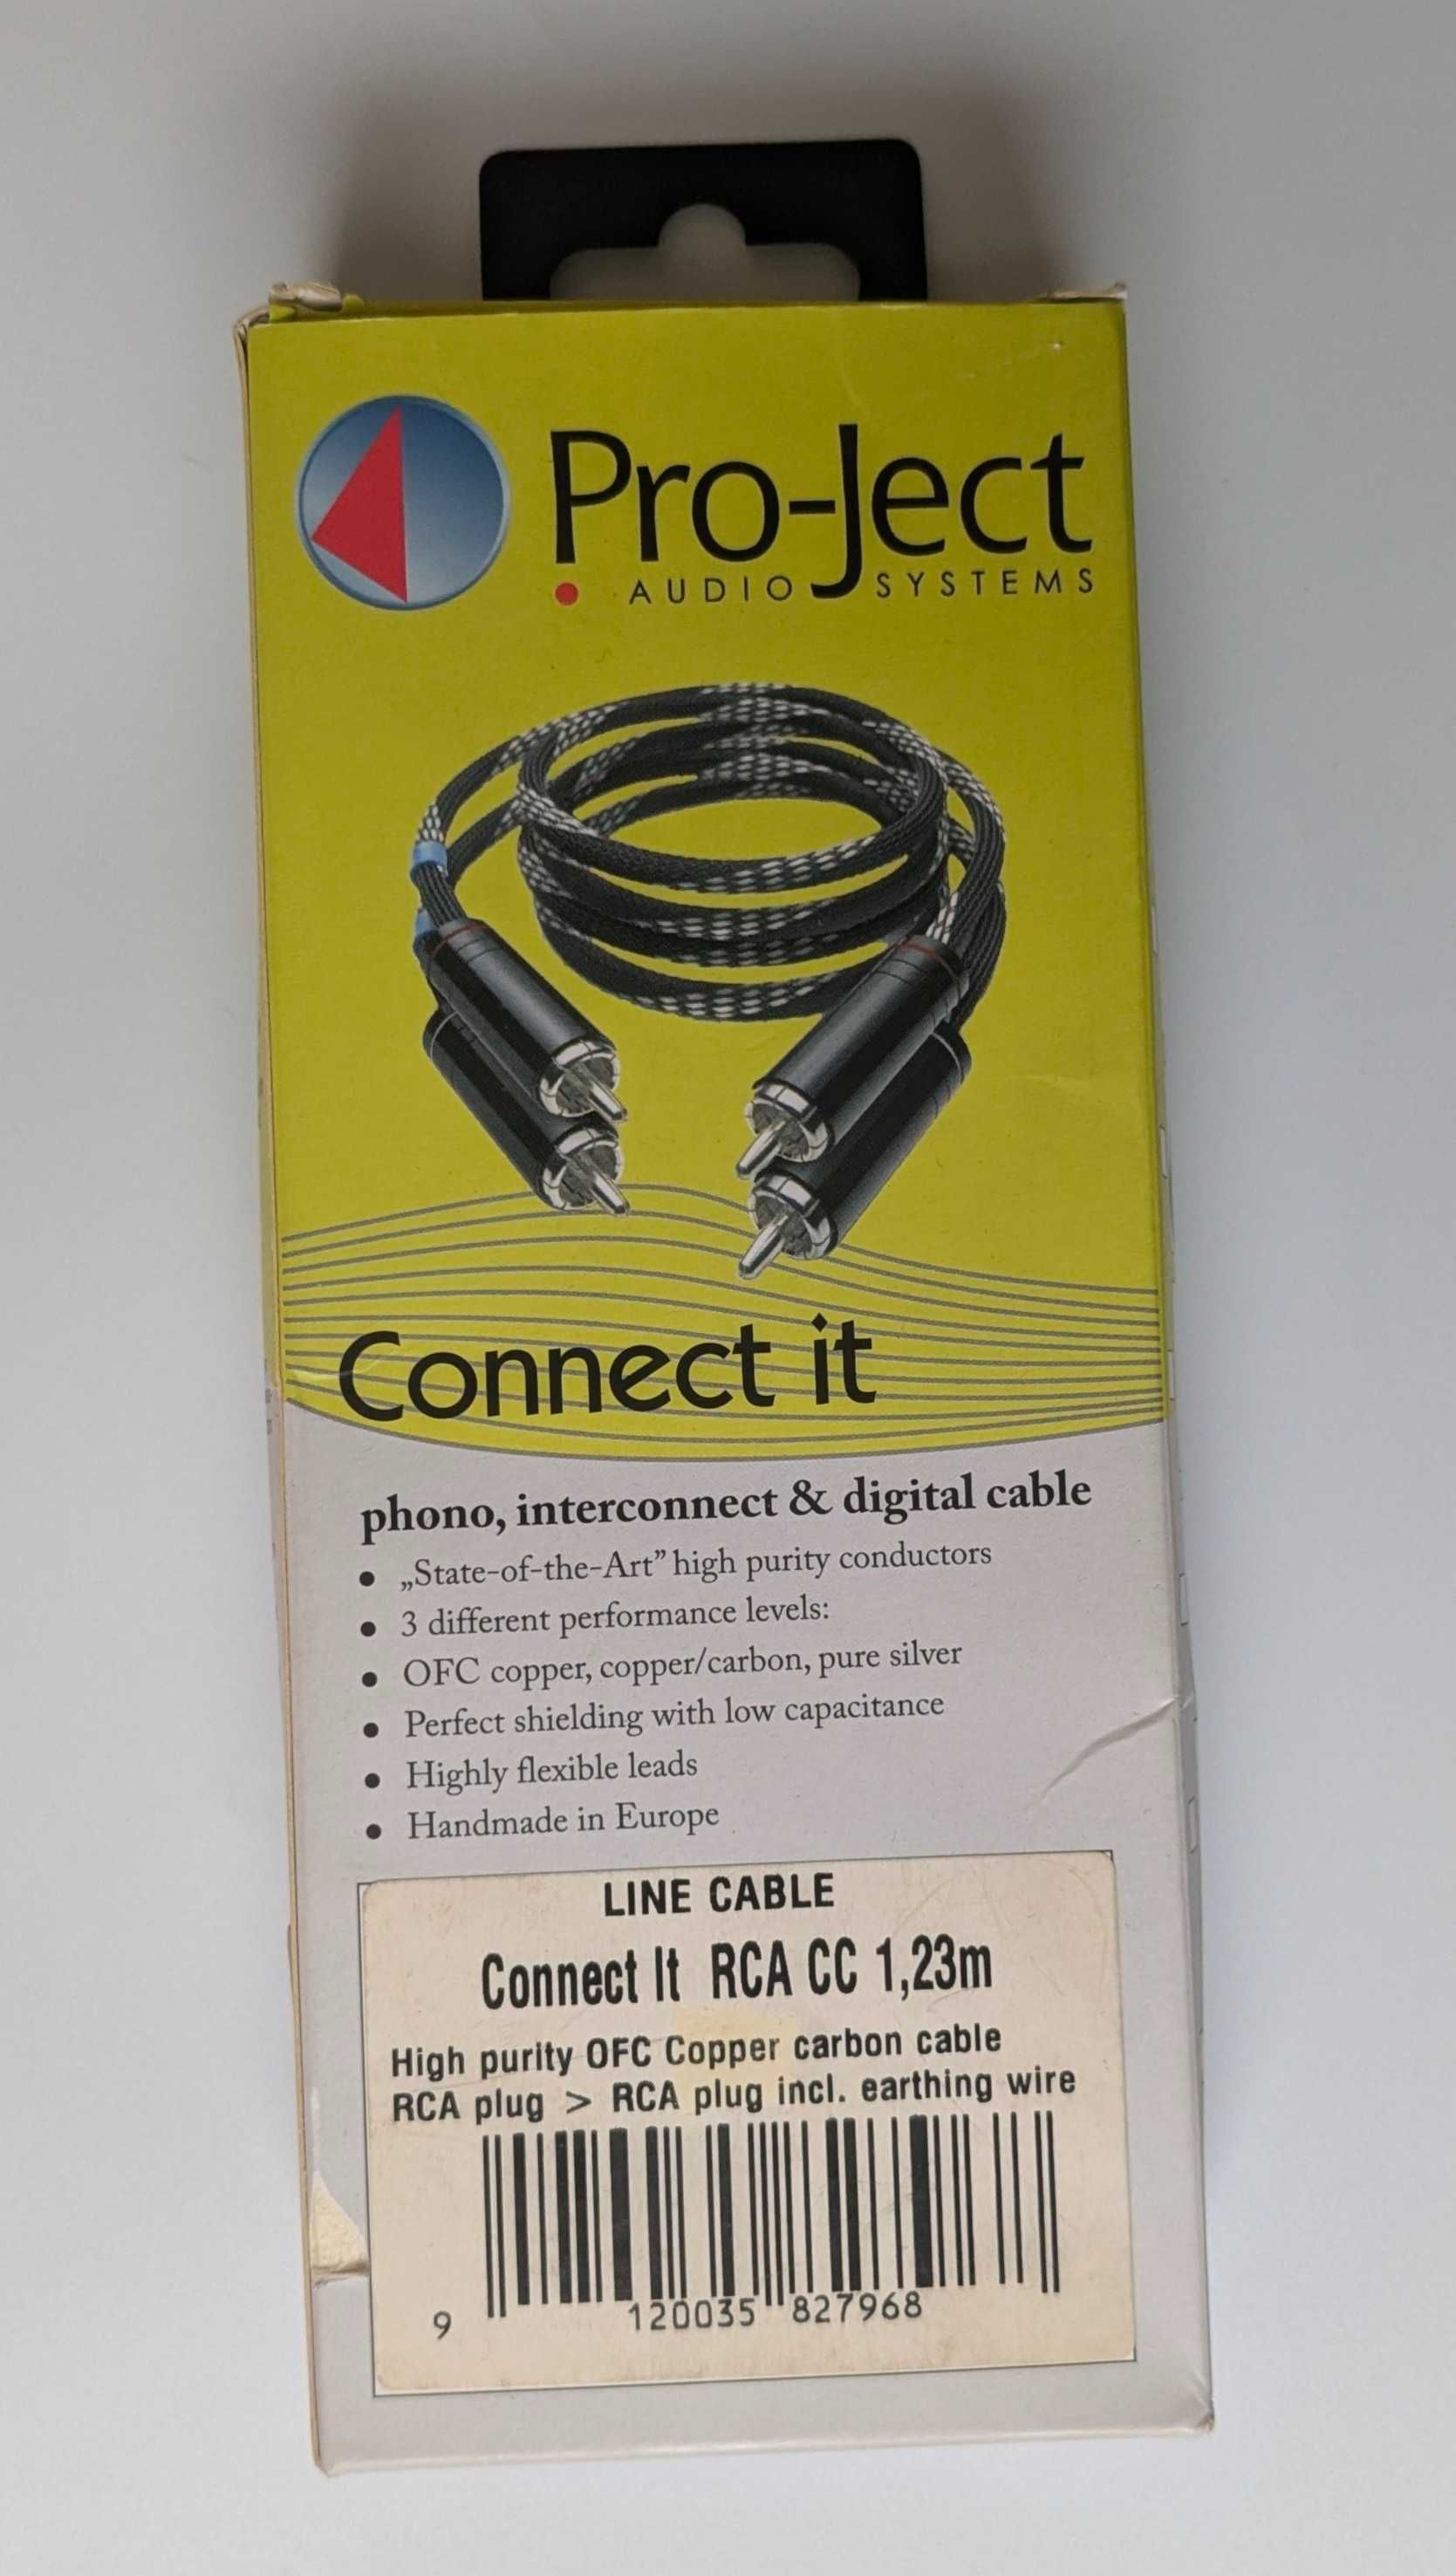 Pro-Ject
AUDIO SYSTEMS
Connect it
phono, interconnect & digital cable
• „State-of-the-Art” high purity conductors
• 3 different performance levels:
• OFC copper, copper/carbon, pure silver
• Perfect shielding with low capacitance
• Highly flexible leads
• Handmade in Europe
LINE CABLE
Connect It RCA CC 1,23m
High purity OFC Copper carbon cable
RCA plug > RCA plug incl. earthing wire
9 120035 827968